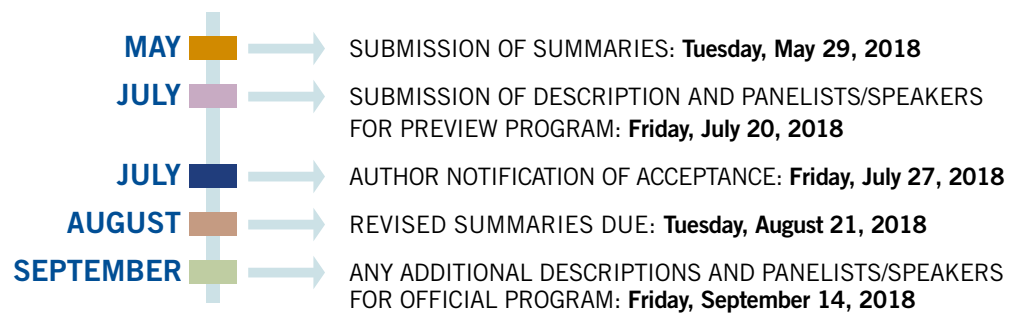 MAY SUBMISSION OF SUMMARIES: Tuesday, May 29, 2018
JULY SUBMISSION OF DESCRIPTION AND PANELISTS/SPEAKERS
FOR PREVIEW PROGRAM: Friday, July 20, 2018
JULY AUTHOR NOTIFICATION OF ACCEPTANCE: Friday, July 27, 2018
AUGUST REVISED SUMMARIES DUE: Tuesday, August 21, 2018
SEPTEMBER ANY ADDITIONAL DESCRIPTIONS AND PANELISTS/SPEAKERS
FOR OFFICIAL PROGRAM: Friday, September 14, 2018